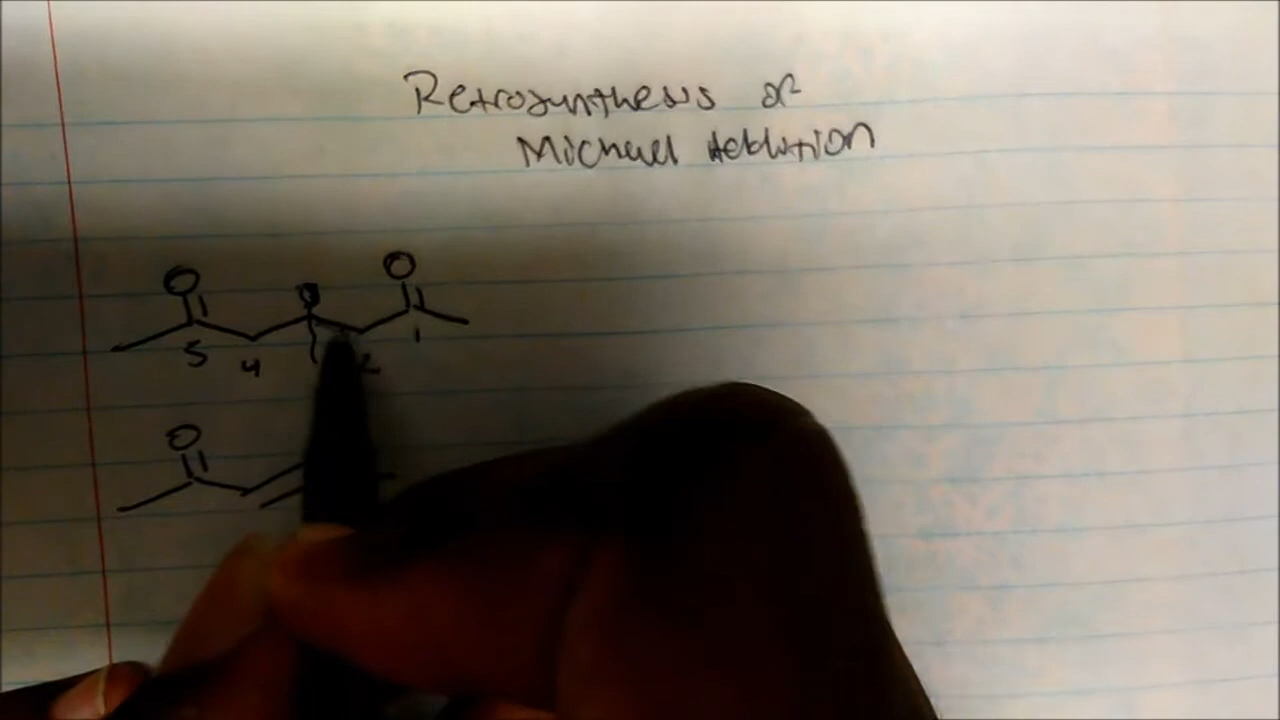 Retrosynthesis of
Michael Addition
O O
5 4 2 1
O